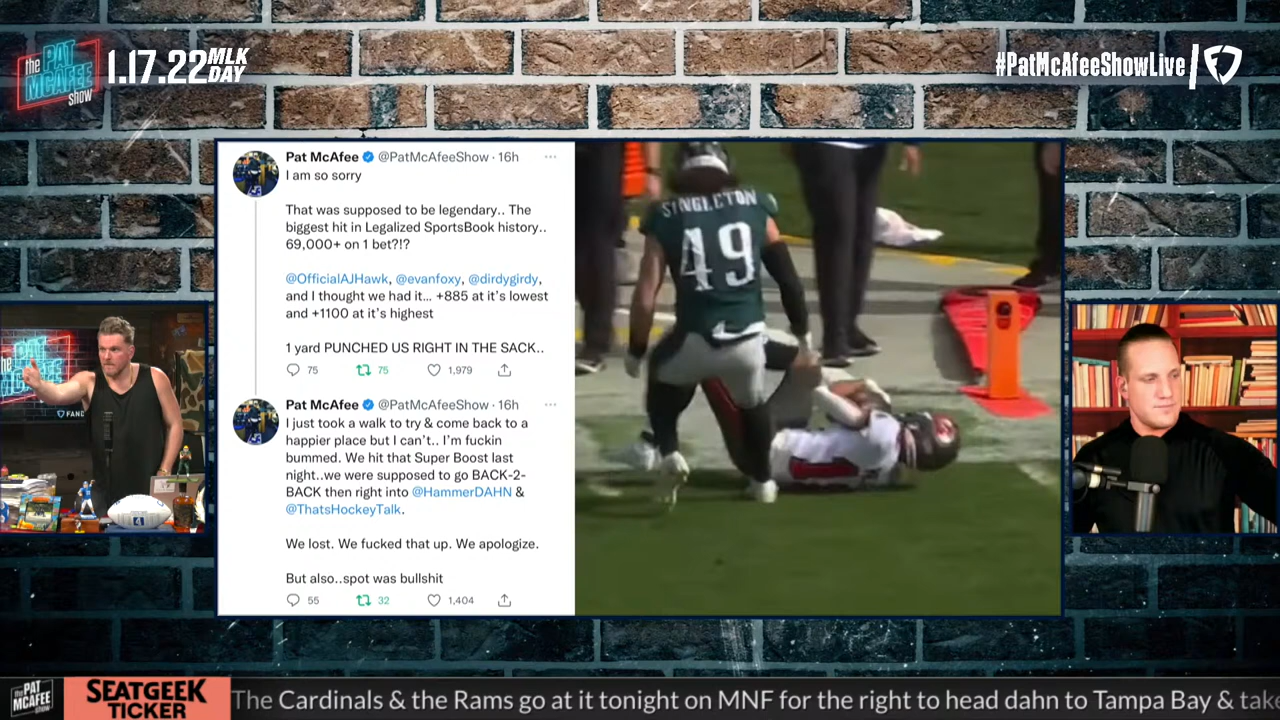 the
PAT
MCAFEE
show
1.17.22 MLK DAY
#PatMcAfeeShowLive
Pat McAfee @PatMcAfeeShow · 16h
I am so sorry
That was supposed to be legendary.. The
biggest hit in Legalized SportsBook history..
69,000+ on 1 bet?!?
@OfficialAJHawk, @evanfoxy, @dirdygirdy,
and I thought we had it... +885 at it's lowest
and +1100 at it's highest
1 yard PUNCHED US RIGHT IN THE SACK..
75 75 1,979
Pat McAfee @PatMcAfeeShow · 16h
I just took a walk to try & come back to a
happier place but I can't.. I'm fuckin
bummed. We hit that Super Boost last
night..we were supposed to go BACK-2-
BACK then right into @HammerDAHN &
@ThatsHockeyTalk.
We lost. We fucked that up. We apologize.
But also..spot was bullshit
55 32 1,404
SINGLETON
49
1
the
PAT
MCAFEE
FAND
4
the
PAT
MCAFEE
show
SEATGEEK
TICKER
The Cardinals & the Rams go at it tonight on MNF for the right to head dahn to Tampa Bay & tak